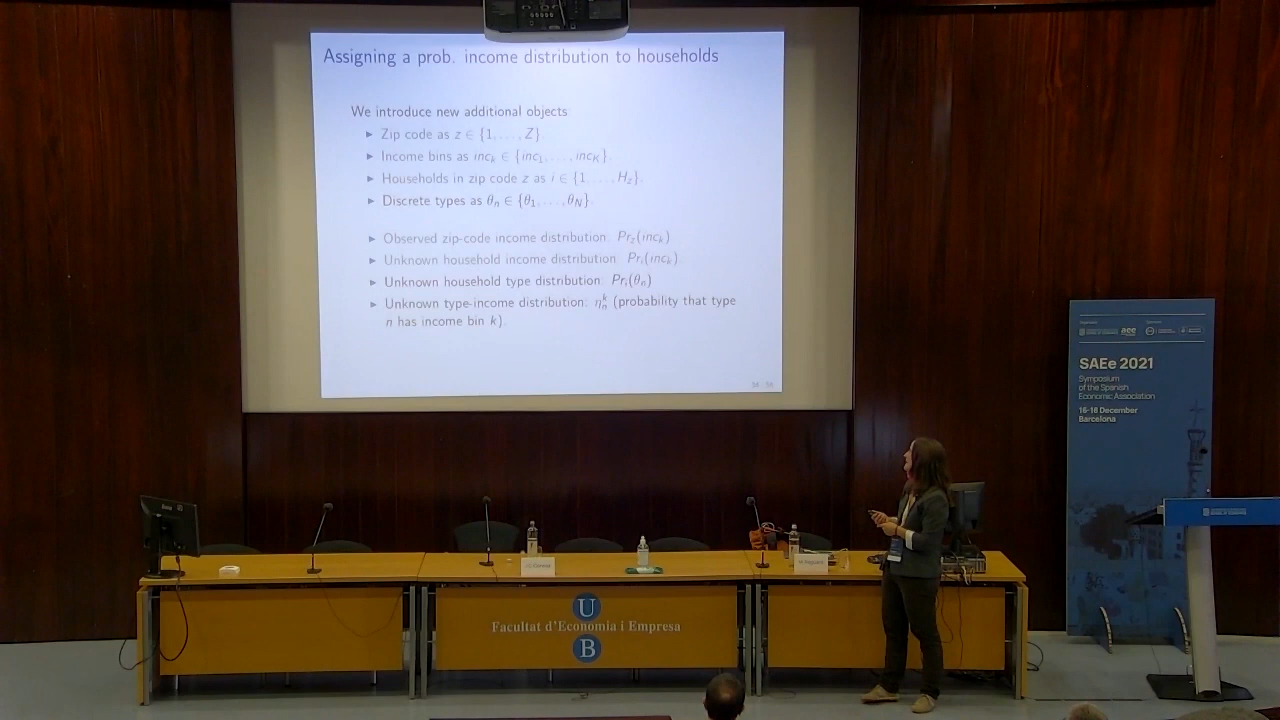 Assigning a prob. income distribution to households
We introduce new additional objects
▸ Zip code as z ∈ {1, . . . , Z}
▸ Income bins as inc_k ∈ {inc_1, . . . , inc_K}.
▸ Households in zip code z as i ∈ {1, . . . , H_z}.
▸ Discrete types as θ_n ∈ {θ_1, . . . , θ_N}.
▸ Observed zip-code income distribution: Pr_z(inc_k)
▸ Unknown household income distribution: Pr_i(inc_k).
▸ Unknown household type distribution: Pr_i(θ_n)
▸ Unknown type-income distribution: η_n^k (probability that type
n has income bin k).
aee
SAEe 2021
Symposium
of the Spanish
Economic Association
16-18 December
Barcelona
U
Facultat d'Economia i Empresa
B